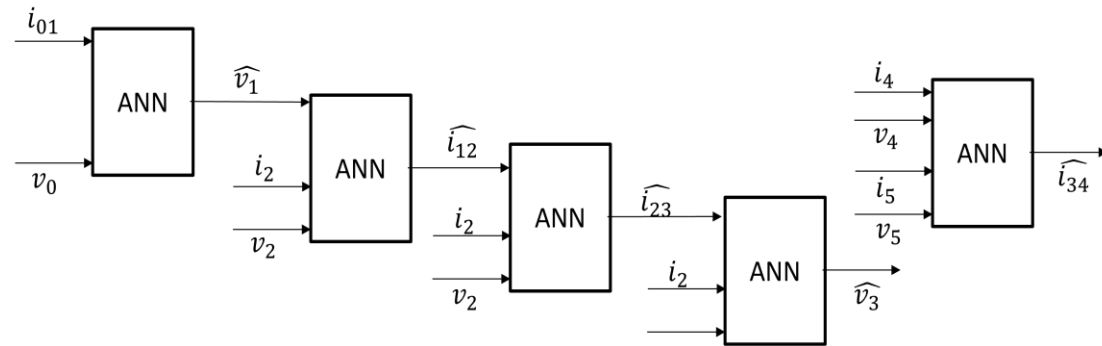 i₀₁
ANN
v₀
v̂₁
i₂
v₂
ANN
î₁₂
i₂
v₂
ANN
î₂₃
i₂
ANN
v̂₃
i₄
v₄
i₅
v₅
ANN
î₃₄